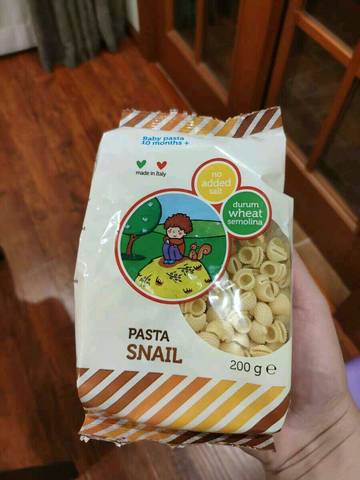 Baby pasta
10 months +
made in Italy
no
added
salt
durum
wheat
semolina
PASTA
SNAIL
200 g e